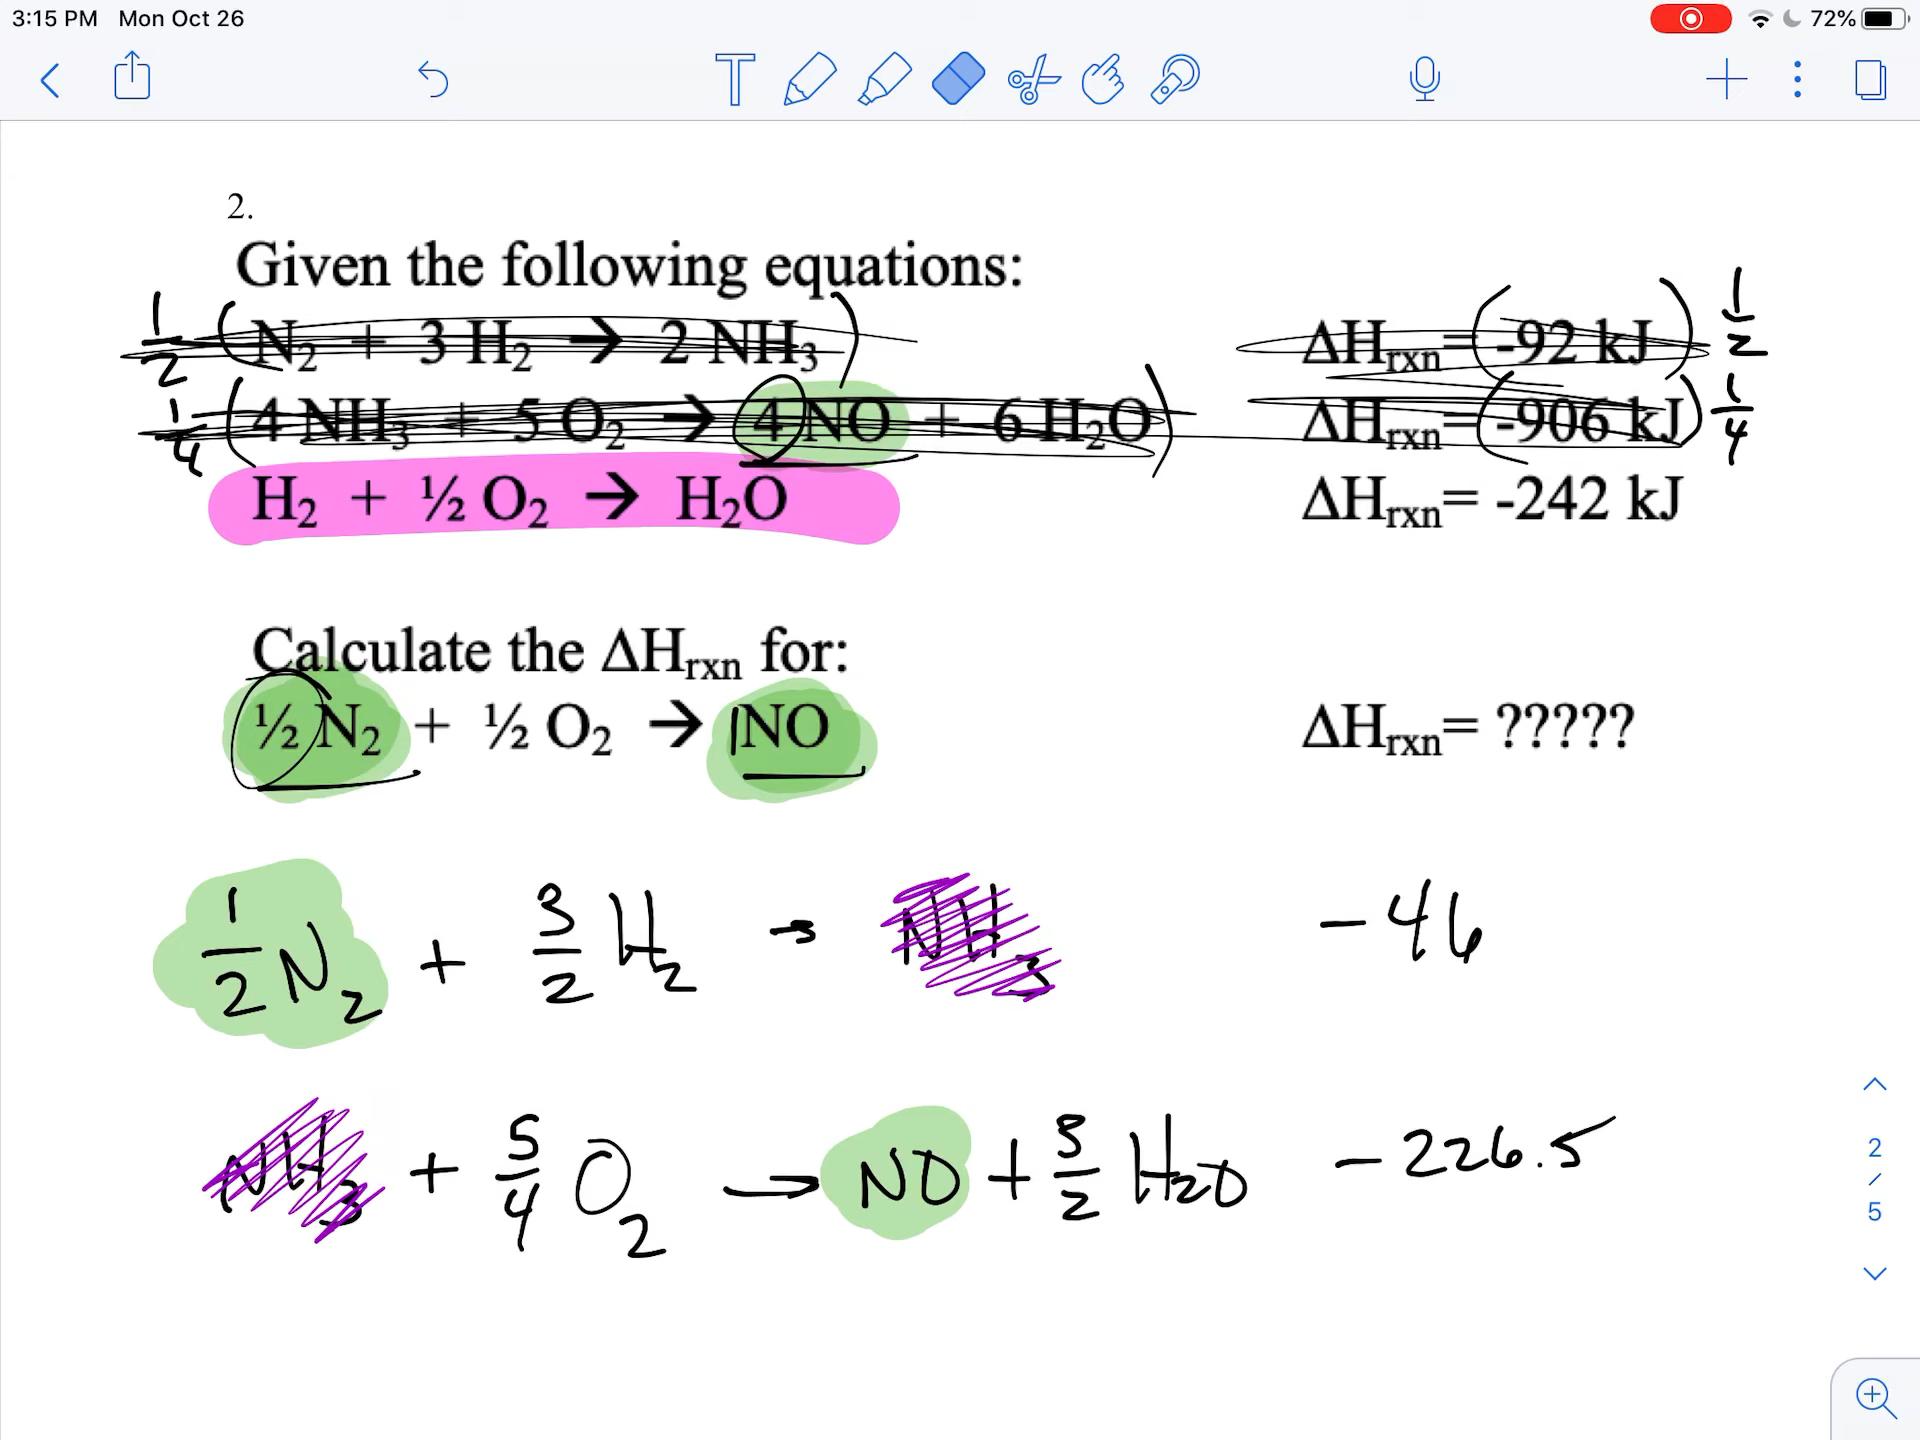 3:15 PM Mon Oct 26 72%
T
2.
Given the following equations:
1/2 (N₂ + 3 H₂ → 2 NH₃) ΔHrxn= (-92 kJ) 1/2
1/4 (4 NH₃ + 5 O₂ → 4 NO + 6 H₂O) ΔHrxn= (-906 kJ) 1/4
H₂ + ½ O₂ → H₂O ΔHrxn= -242 kJ
Calculate the ΔHrxn for:
½ N₂ + ½ O₂ → 1NO ΔHrxn= ?????
1/2 N₂ + 3/2 H₂ → NH₃ -46
NH₃ + 5/4 O₂ → NO + 3/2 H₂O -226.5
2
/
5